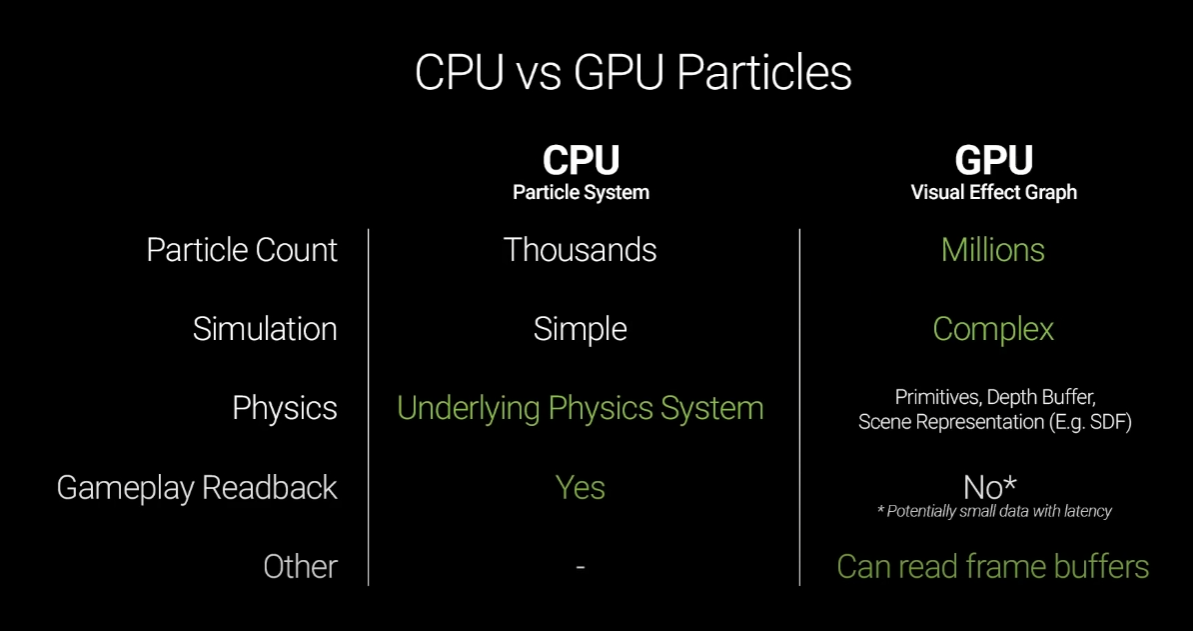 CPU vs GPU Particles
CPU GPU
Particle System Visual Effect Graph
Particle Count Thousands Millions
Simulation Simple Complex
Physics Underlying Physics System Primitives, Depth Buffer,
Scene Representation (E.g. SDF)
Gameplay Readback Yes No*
* Potentially small data with latency
Other - Can read frame buffers